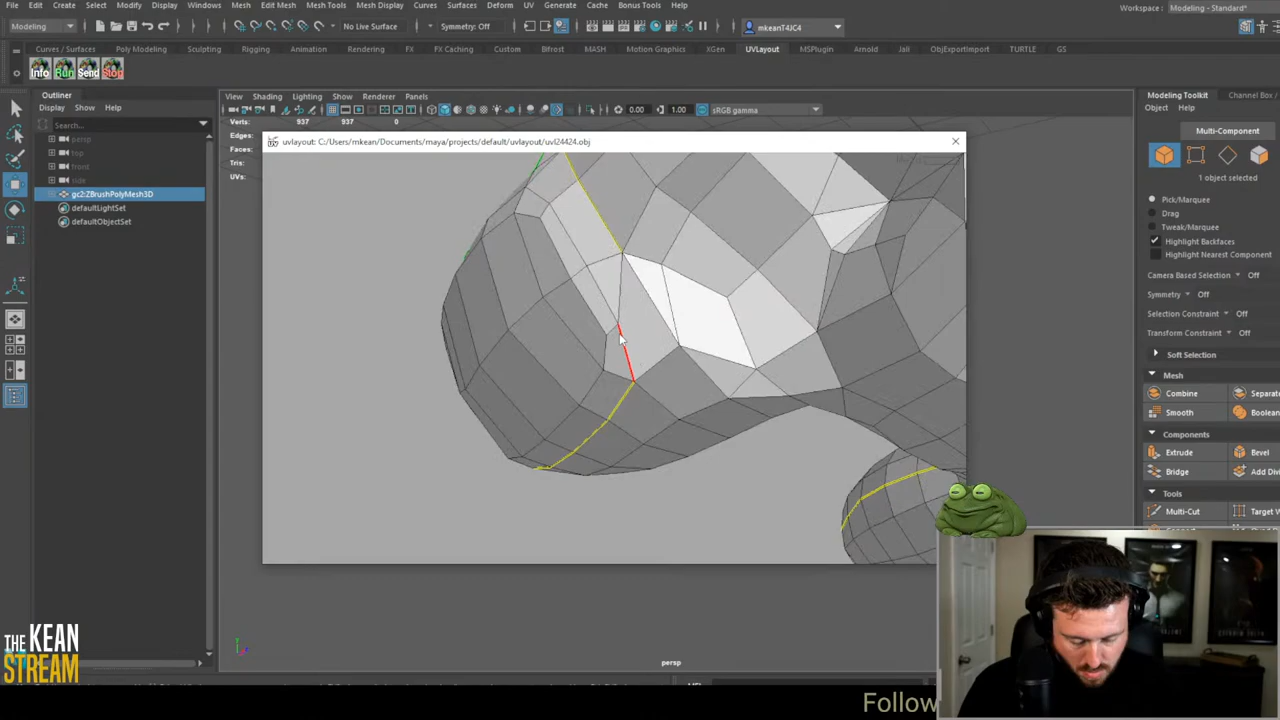 File Edit Create Select Modify Display Windows Mesh Edit Mesh Mesh Tools Mesh Display Curves Surfaces Deform UV Generate Cache Bonus Tools Help
Workspace : Modeling - Standard*
Modeling No Live Surface Symmetry: Off mkeanT4JC4
Curves / Surfaces Poly Modeling Sculpting Rigging Animation Rendering FX FX Caching Custom Bifrost MASH Motion Graphics XGen UVLayout MSPlugin Arnold Jali ObjExportImport TURTLE GS
Info Run Send Stop
Outliner
Display Show Help
Search...
persp
top
front
side
gc2:ZBrushPolyMesh3D
defaultLightSet
defaultObjectSet
View Shading Lighting Show Renderer Panels
0.00 1.00 sRGB gamma
Verts: 937 937 0
Edges:
Faces:
Tris:
UVs:
uvlayout: C:/Users/mkean/Documents/maya/projects/default/uvlayout/uvl24424.obj
persp
Modeling Toolkit Channel Box
Object Help
Multi-Component
1 object selected
Pick/Marquee
Drag
Tweak/Marquee
Highlight Backfaces
Highlight Nearest Component
Camera Based Selection Off
Symmetry Off
Selection Constraint Off
Transform Constraint Off
Soft Selection
Mesh
Combine Separat
Smooth Boolean
Components
Extrude Bevel
Bridge Add Divi
Tools
Multi-Cut Target W
THE KEAN
STREAM
Follow